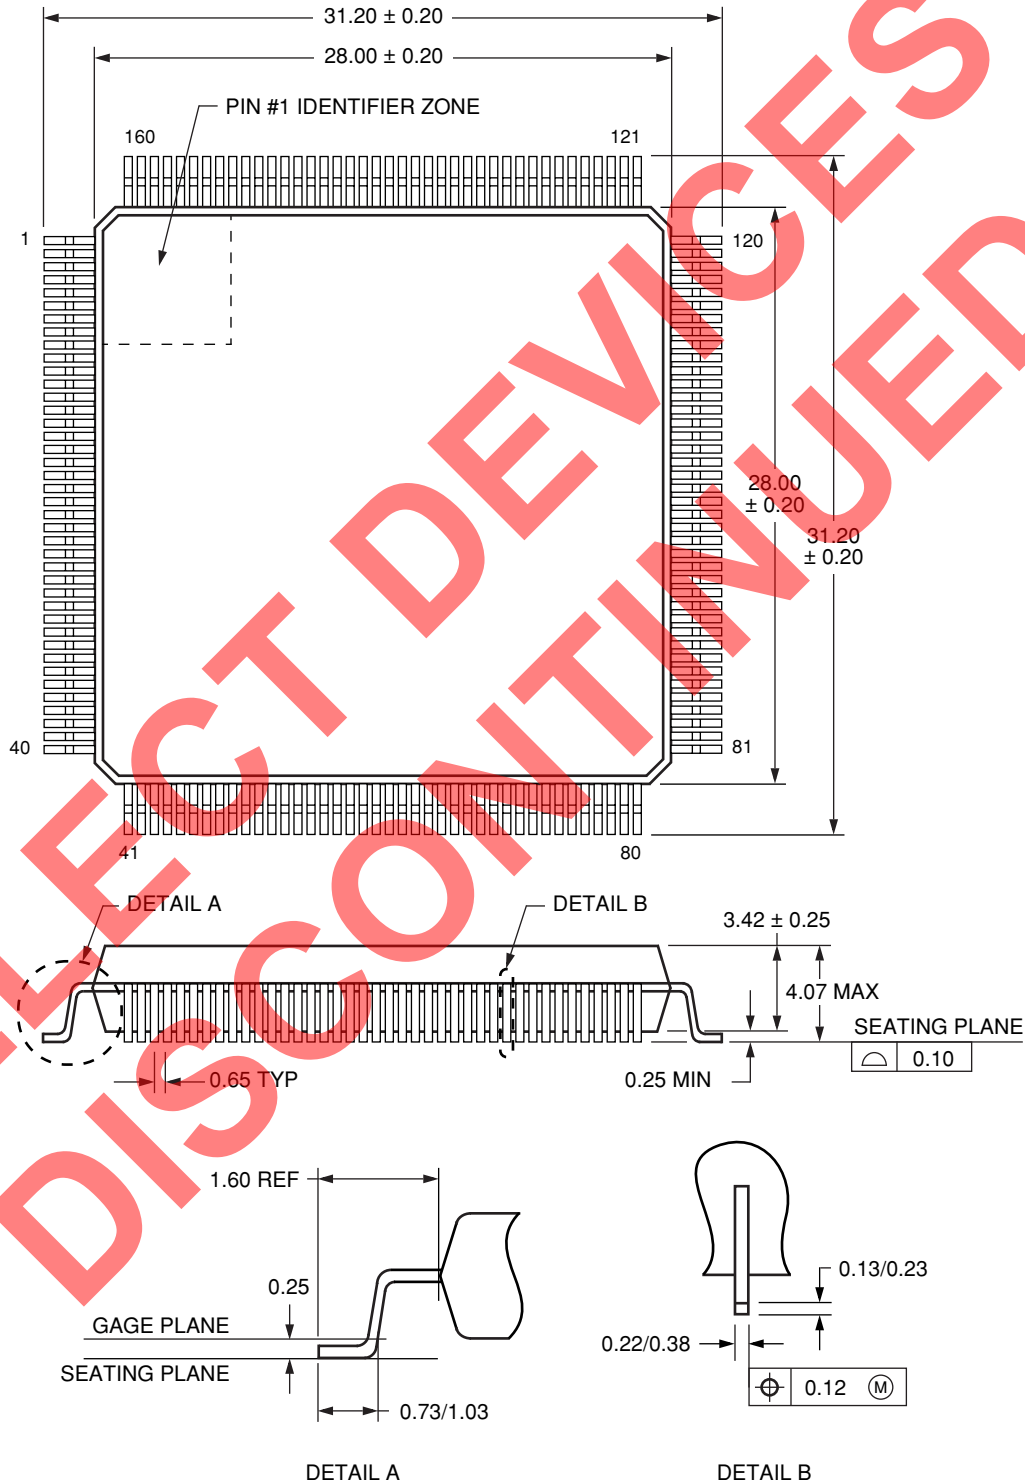 31.20 ± 0.20
28.00 ± 0.20
PIN #1 IDENTIFIER ZONE
160
121
1
120
28.00
± 0.20
31.20
± 0.20
40
81
41
80
DETAIL A
DETAIL B
3.42 ± 0.25
4.07 MAX
SEATING PLANE
0.10
0.65 TYP
0.25 MIN
1.60 REF
0.25
GAGE PLANE
SEATING PLANE
0.73/1.03
DETAIL A
0.13/0.23
0.22/0.38
0.12 M
DETAIL B
LECT DEVICES
DISCONTINUED